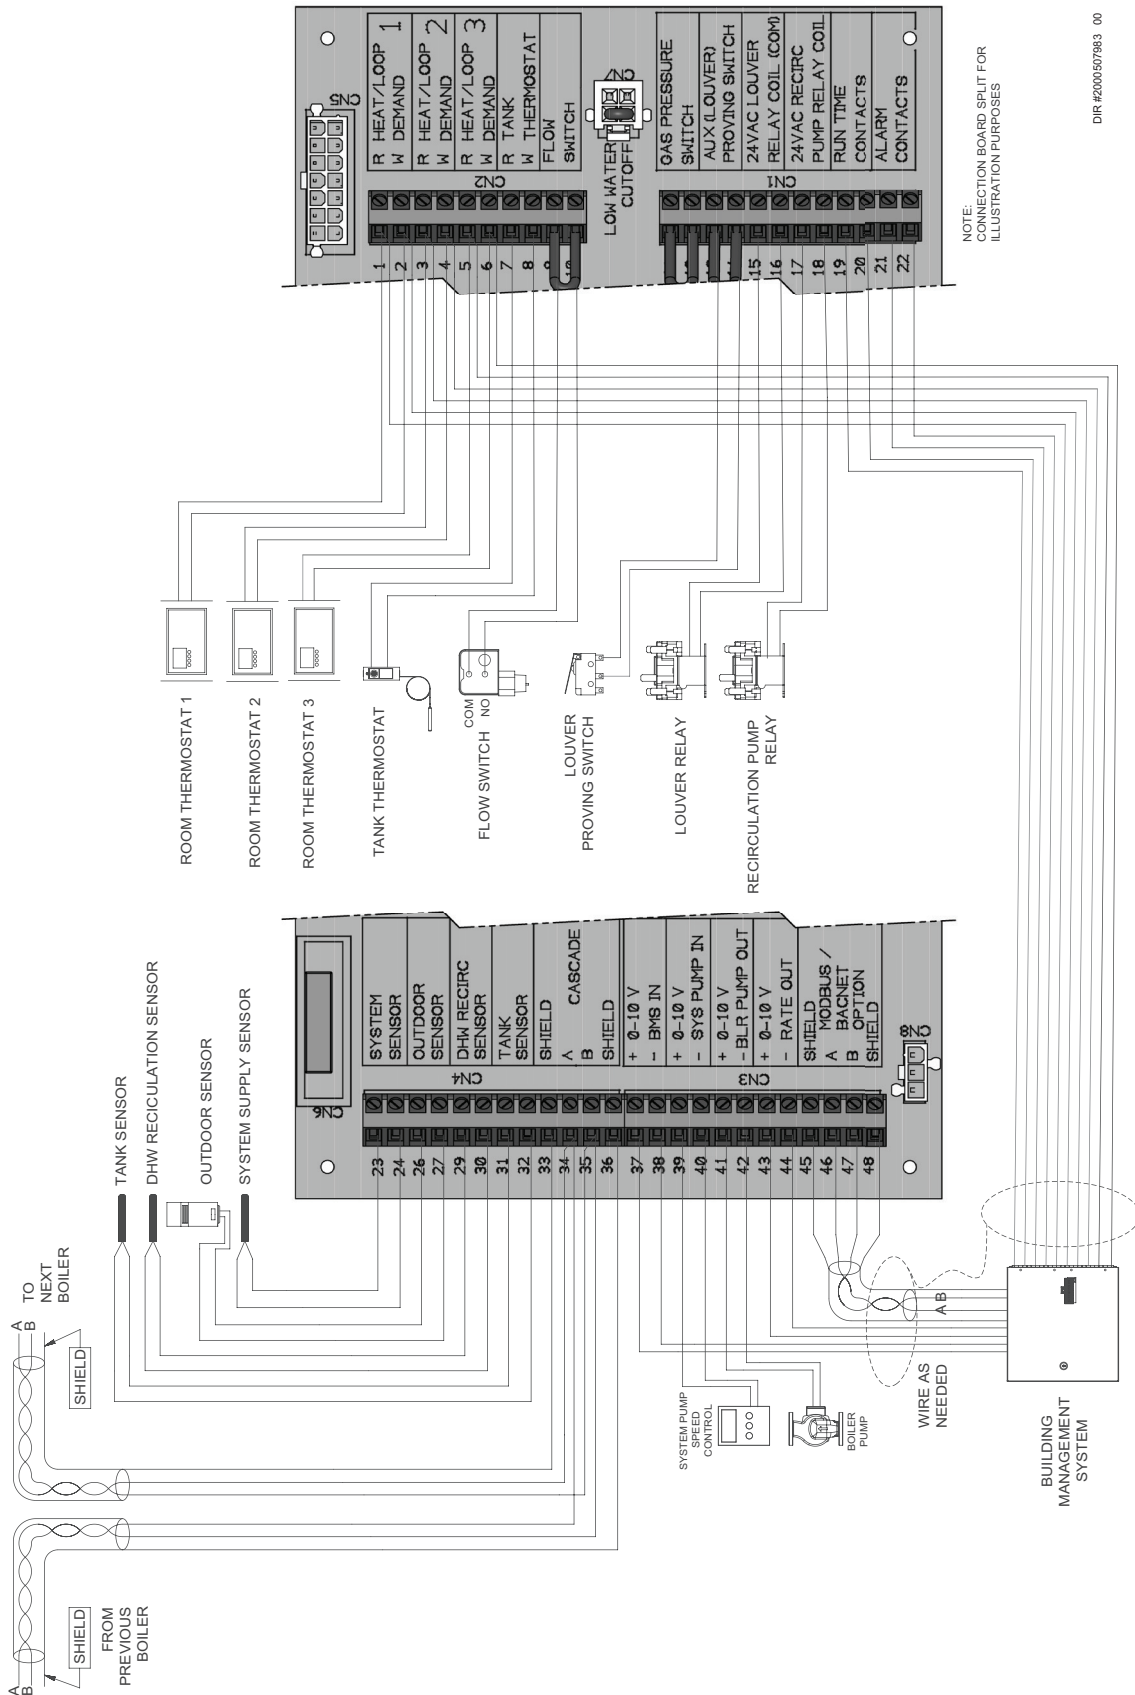 R HEAT/LOOP 1
W DEMAND
R HEAT/LOOP 2
W DEMAND
R HEAT/LOOP 3
W DEMAND
R TANK
W THERMOSTAT
FLOW
SWITCH
CN5
CN2
1
2
3
4
5
6
7
8
LOW WATER
CUTOFF
CN7
GAS PRESSURE
SWITCH
AUX (LOUVER)
PROVING SWITCH
24VAC LOUVER
RELAY COIL (COM)
24VAC RECIRC
PUMP RELAY COIL
RUN TIME
CONTACTS
ALARM
CONTACTS
CN1
15
16
17
18
19
20
21
22
NOTE:
CONNECTION BOARD SPLIT FOR
ILLUSTRATION PURPOSES
DIR #2000507983 00
ROOM THERMOSTAT 1
ROOM THERMOSTAT 2
ROOM THERMOSTAT 3
TANK THERMOSTAT
COM
NO
FLOW SWITCH
LOUVER
PROVING SWITCH
LOUVER RELAY
RECIRCULATION PUMP
RELAY
CN6
SYSTEM
SENSOR
OUTDOOR
SENSOR
DHW RECIRC
SENSOR
TANK
SENSOR
SHIELD
A CASCADE
B
SHIELD
CN4
23
24
26
27
29
30
31
32
33
34
35
36
+ 0-10 V
- BMS IN
+ 0-10 V
- SYS PUMP IN
+ 0-10 V
-BLR PUMP OUT
+ 0-10 V
- RATE OUT
SHIELD
MODBUS /
A BACNET
B OPTION
SHIELD
CN3
CN8
37
38
39
40
41
42
43
44
45
46
47
48
TANK SENSOR
DHW RECICULATION SENSOR
OUTDOOR SENSOR
SYSTEM SUPPLY SENSOR
TO
NEXT
BOILER
A
B
SHIELD
A
B
SHIELD
FROM
PREVIOUS
BOILER
SYSTEM PUMP
SPEED
CONTROL
BOILER
PUMP
A B
WIRE AS
NEEDED
BUILDING
MANAGEMENT
SYSTEM